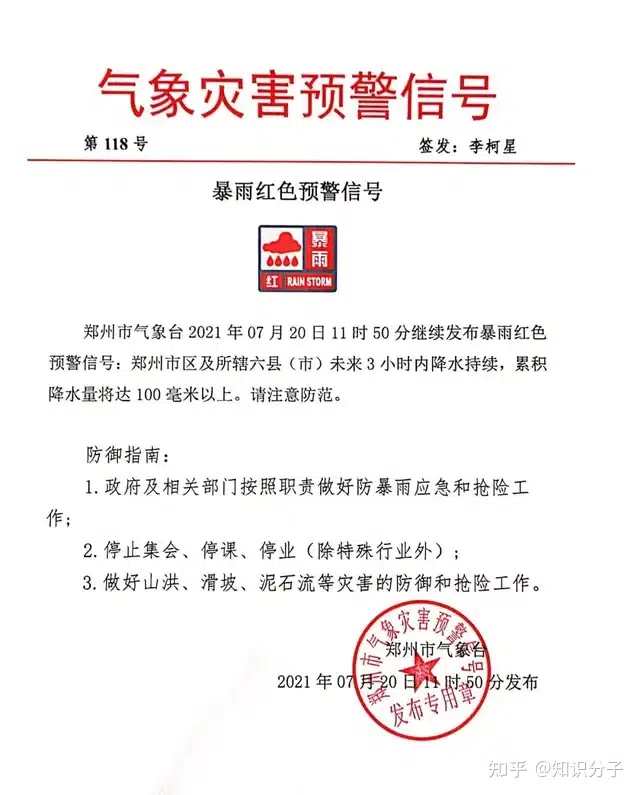 气象灾害预警信号
第 118 号 签发：李柯星
暴雨红色预警信号
暴雨
红 RAIN STORM
郑州市气象台 2021 年 07 月 20 日 11 时 50 分继续发布暴雨红色
预警信号：郑州市区及所辖六县（市）未来 3 小时内降水持续，累积
降水量将达 100 毫米以上。请注意防范。
防御指南：
1.政府及相关部门按照职责做好防暴雨应急和抢险工
作；
2.停止集会、停课、停业（除特殊行业外）；
3.做好山洪、滑坡、泥石流等灾害的防御和抢险工作。
郑州市气象台
2021 年 07 月 20 日 11 时 50 分发布
郑州市气象灾害预警信号
发布专用章
知乎 @知识分子